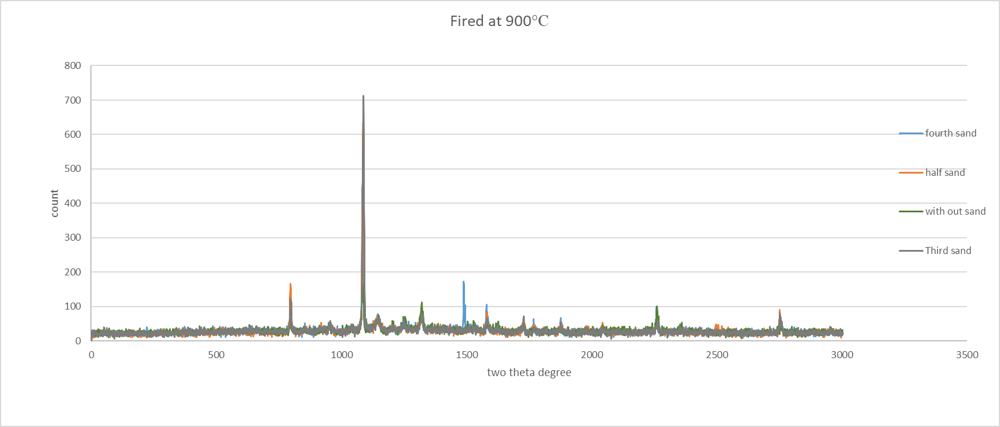 Fired at 900°C
800
700
600
500
400
300
200
100
0
count
0 500 1000 1500 2000 2500 3000 3500
two theta degree
fourth sand
half sand
with out sand
Third sand